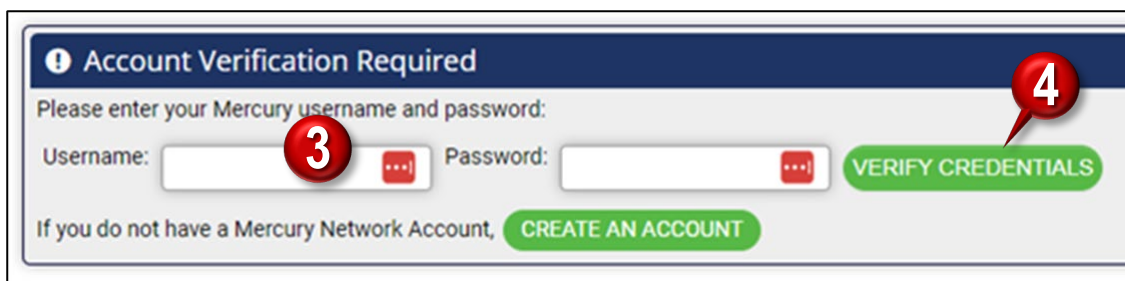 Account Verification Required
4
Please enter your Mercury username and password:
Username: 3 Password: VERIFY CREDENTIALS
If you do not have a Mercury Network Account, CREATE AN ACCOUNT